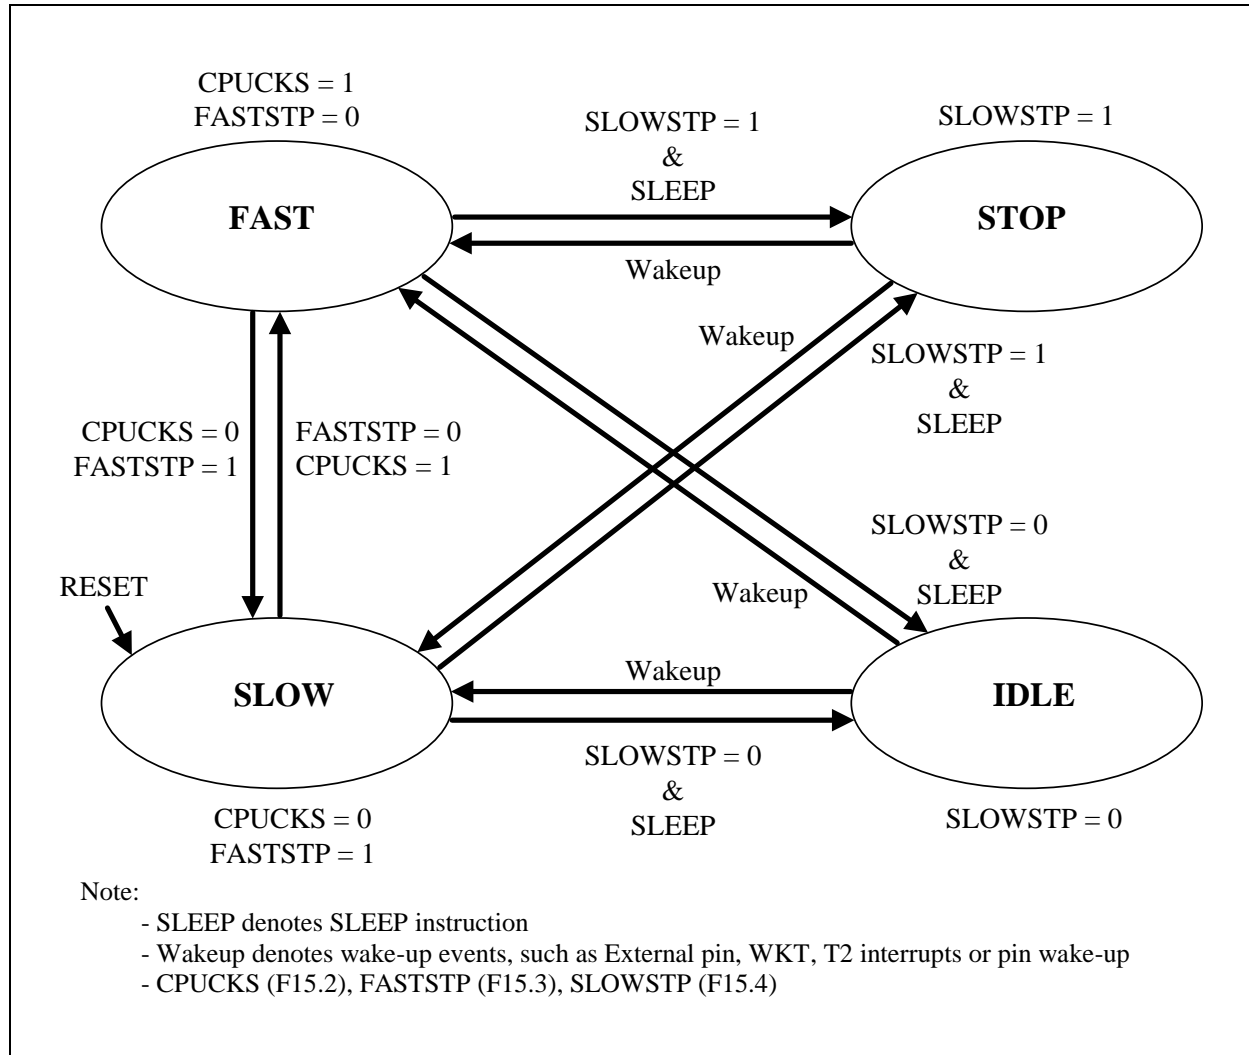 CPUCKS = 1
FASTSTP = 0
SLOWSTP = 1
&
SLEEP
SLOWSTP = 1
FAST
STOP
Wakeup
Wakeup
SLOWSTP = 1
&
SLEEP
CPUCKS = 0
FASTSTP = 1
FASTSTP = 0
CPUCKS = 1
SLOWSTP = 0
&
SLEEP
RESET
Wakeup
Wakeup
SLOW
IDLE
SLOWSTP = 0
&
SLEEP
CPUCKS = 0
FASTSTP = 1
SLOWSTP = 0
Note:
- SLEEP denotes SLEEP instruction
- Wakeup denotes wake-up events, such as External pin, WKT, T2 interrupts or pin wake-up
- CPUCKS (F15.2), FASTSTP (F15.3), SLOWSTP (F15.4)